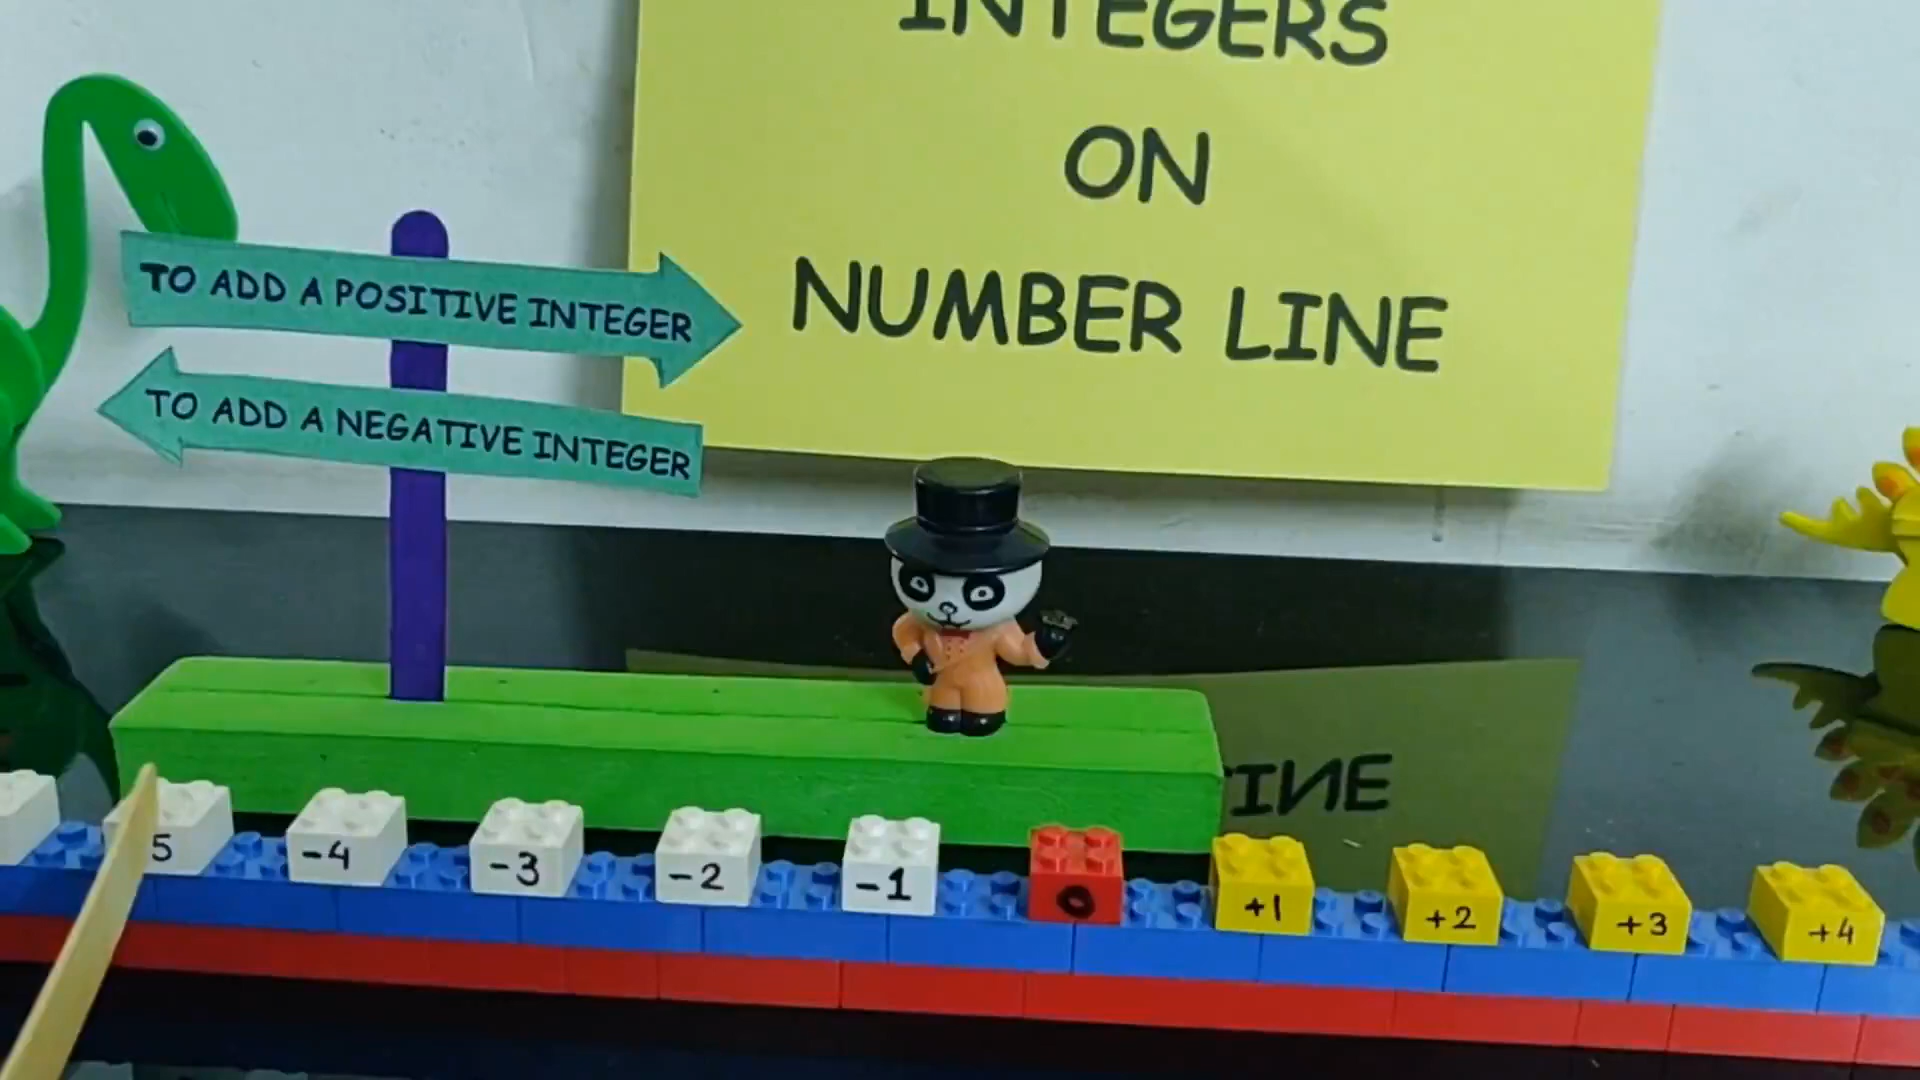 INTEGERS
ON
NUMBER LINE
TO ADD A POSITIVE INTEGER
TO ADD A NEGATIVE INTEGER
5 -4 -3 -2 -1 0 +1 +2 +3 +4